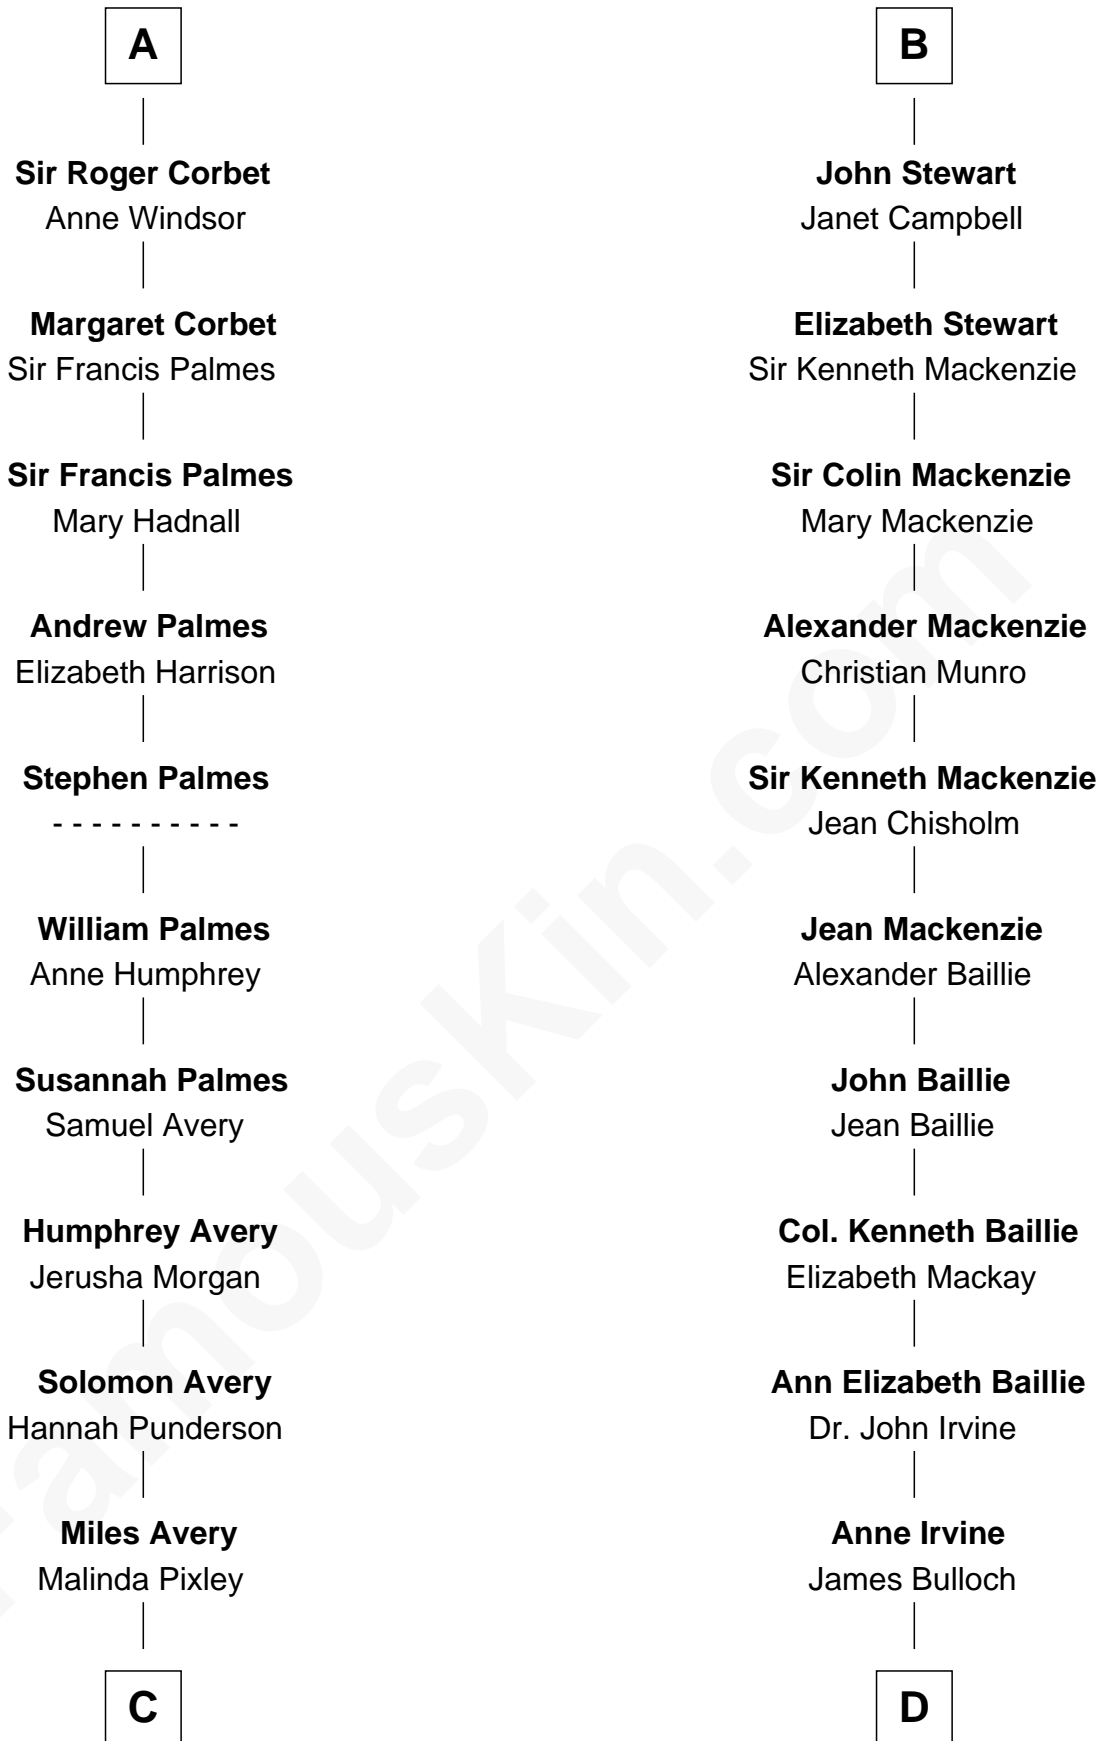 A
Sir Roger Corbet
Anne Windsor
Margaret Corbet
Sir Francis Palmes
Sir Francis Palmes
Mary Hadnall
Andrew Palmes
Elizabeth Harrison
Stephen Palmes
- - - - - - - - - -
William Palmes
Anne Humphrey
Susannah Palmes
Samuel Avery
Humphrey Avery
Jerusha Morgan
Solomon Avery
Hannah Punderson
Miles Avery
Malinda Pixley
C
B
John Stewart
Janet Campbell
Elizabeth Stewart
Sir Kenneth Mackenzie
Sir Colin Mackenzie
Mary Mackenzie
Alexander Mackenzie
Christian Munro
Sir Kenneth Mackenzie
Jean Chisholm
Jean Mackenzie
Alexander Baillie
John Baillie
Jean Baillie
Col. Kenneth Baillie
Elizabeth Mackay
Ann Elizabeth Baillie
Dr. John Irvine
Anne Irvine
James Bulloch
D
FamousKin.com